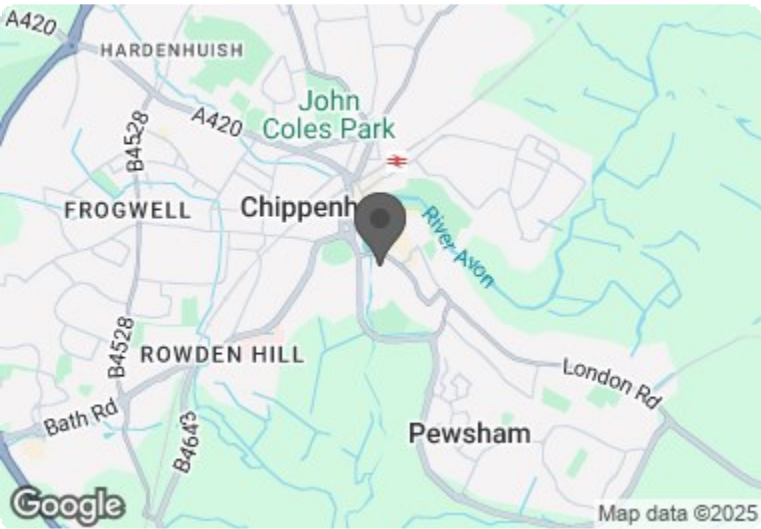 A420
HARDENHUISH
John
Coles Park
A420
B4528
FROGWELL
Chippenh
River Avon
B4528
ROWDEN HILL
London Rd
Bath Rd
B4643
Pewsham
Google
Map data ©2025